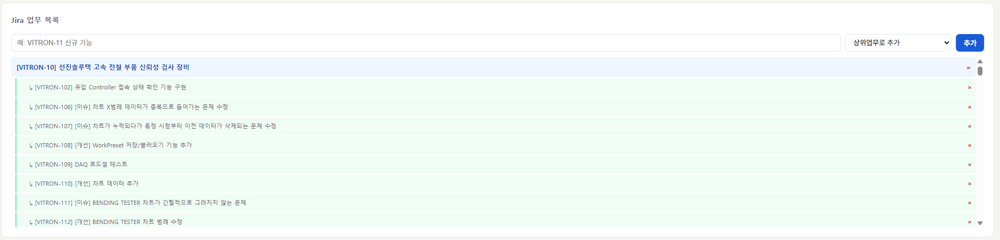 Jira 업무 목록
예: VITRON-11 신규 기능
상위업무로 추가
추가
[VITRON-10] 선진솔루텍 고속 전철 부품 신뢰성 검사 장비 ×
↳ [VITRON-102] 유압 Controller 접속 상태 확인 기능 구현 ×
↳ [VITRON-106] [이슈] 차트 X범례 데이터가 중복으로 들어가는 문제 수정 ×
↳ [VITRON-107] [이슈] 차트가 누적되다가 특정 시점부터 이전 데이터가 삭제되는 문제 수정 ×
↳ [VITRON-108] [개선] WorkPreset 저장/불러오기 기능 추가 ×
↳ [VITRON-109] DAQ 로드셀 테스트 ×
↳ [VITRON-110] [개선] 차트 데이터 추가 ×
↳ [VITRON-111] [이슈] BENDING TESTER 차트가 간헐적으로 그려지지 않는 문제 ×
↳ [VITRON-112] [개선] BENDING TESTER 차트 범례 수정 ×